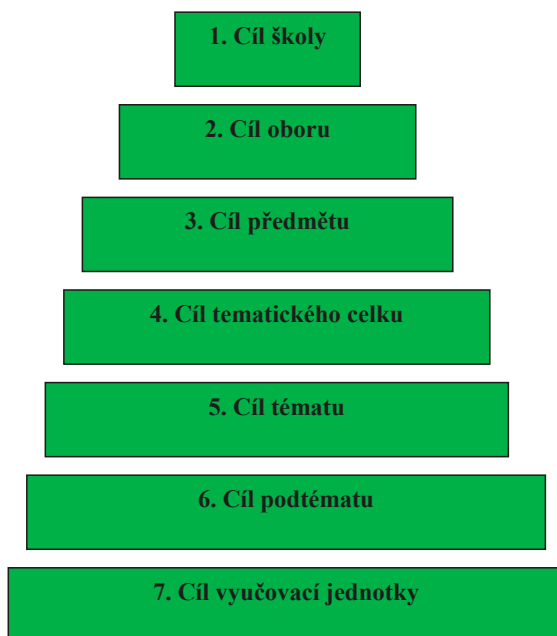 1. Cíl školy
2. Cíl oboru
3. Cíl předmětu
4. Cíl tematického celku
5. Cíl tématu
6. Cíl podtématu
7. Cíl vyučovací jednotky